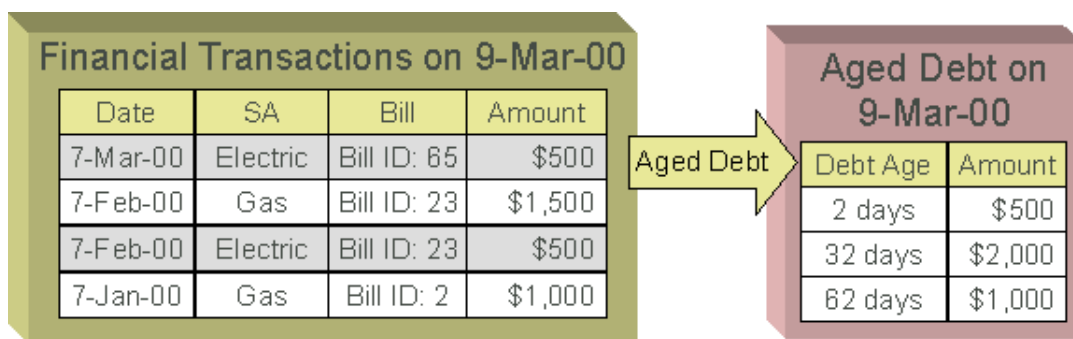 Financial Transactions on 9-Mar-00
Date SA Bill Amount
7-Mar-00 Electric Bill ID: 65 $500
7-Feb-00 Gas Bill ID: 23 $1,500
7-Feb-00 Electric Bill ID: 23 $500
7-Jan-00 Gas Bill ID: 2 $1,000
Aged Debt
Aged Debt on
9-Mar-00
Debt Age Amount
2 days $500
32 days $2,000
62 days $1,000